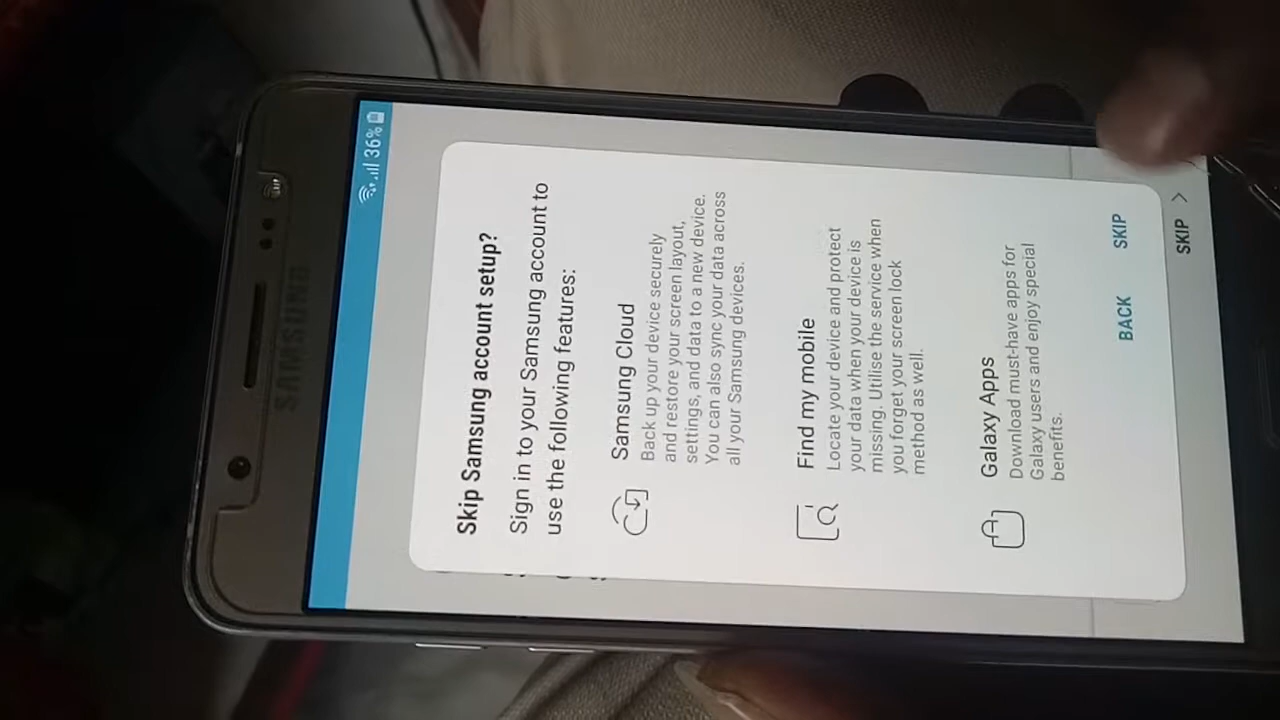 SAMSUNG
36%
Skip Samsung account setup?
Sign in to your Samsung account to
use the following features:
Samsung Cloud
Back up your device securely
and restore your screen layout,
settings, and data to a new device.
You can also sync your data across
all your Samsung devices.
Find my mobile
Locate your device and protect
your data when your device is
missing. Utilise the service when
you forget your screen lock
method as well.
Galaxy Apps
Download must-have apps for
Galaxy users and enjoy special
benefits.
BACK SKIP
SKIP >